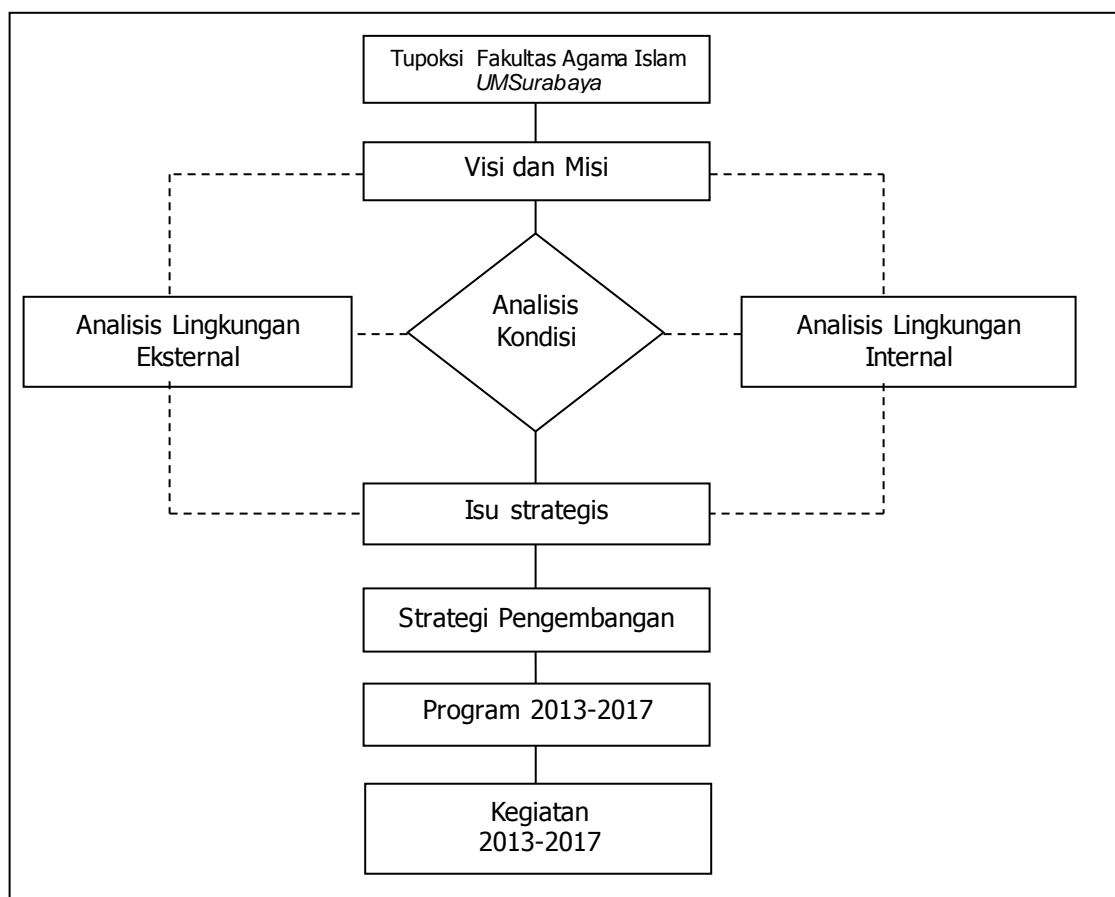 Tupoksi Fakultas Agama Islam
UMSurabaya
Visi dan Misi
Analisis
Kondisi
Analisis Lingkungan
Eksternal
Analisis Lingkungan
Internal
Isu strategis
Strategi Pengembangan
Program 2013-2017
Kegiatan
2013-2017